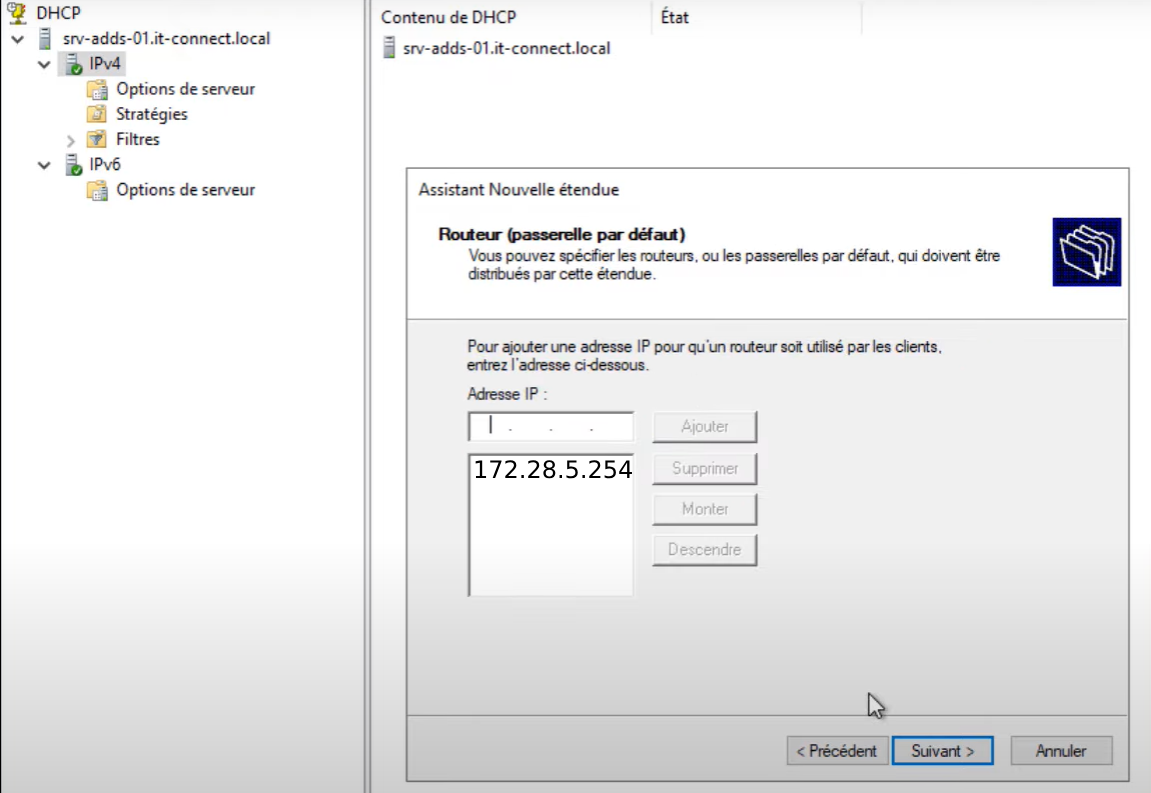 DHCP
srv-adds-01.it-connect.local
IPv4
Options de serveur
Stratégies
Filtres
IPv6
Options de serveur
Contenu de DHCP
État
srv-adds-01.it-connect.local
Assistant Nouvelle étendue
Routeur (passerelle par défaut)
Vous pouvez spécifier les routeurs, ou les passerelles par défaut, qui doivent être
distribués par cette étendue.
Pour ajouter une adresse IP pour qu'un routeur soit utilisé par les clients,
entrez l'adresse ci-dessous.
Adresse IP :
. . .
Ajouter
172.28.5.254
Supprimer
Monter
Descendre
< Précédent
Suivant >
Annuler